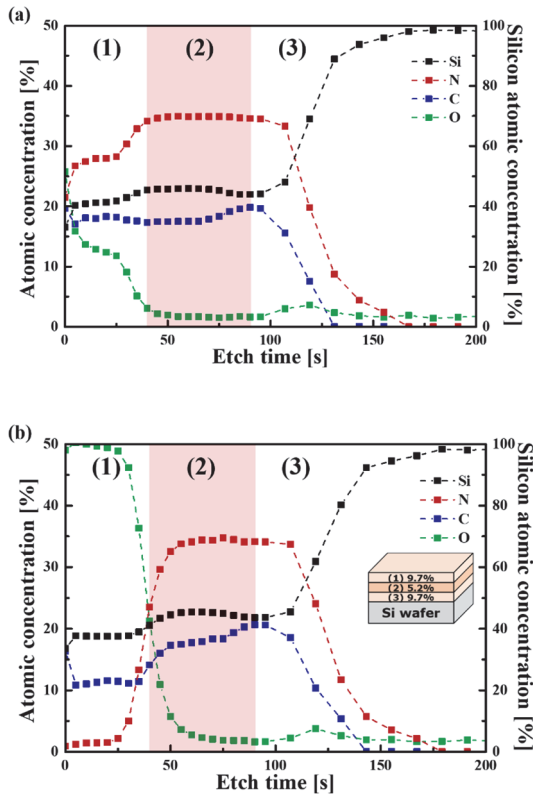 (a)
(1) (2) (3)
Atomic concentration [%]
50
40
30
20
10
0
Silicon atomic concentration [%]
100
80
60
40
20
0
Si
N
C
O
0 50 100 150 200
Etch time [s]
(b)
(1) (2) (3)
Atomic concentration [%]
50
40
30
20
10
0
Silicon atomic concentration [%]
100
80
60
40
20
0
Si
N
C
O
(1) 9.7%
(2) 5.2%
(3) 9.7%
Si wafer
0 50 100 150 200
Etch time [s]